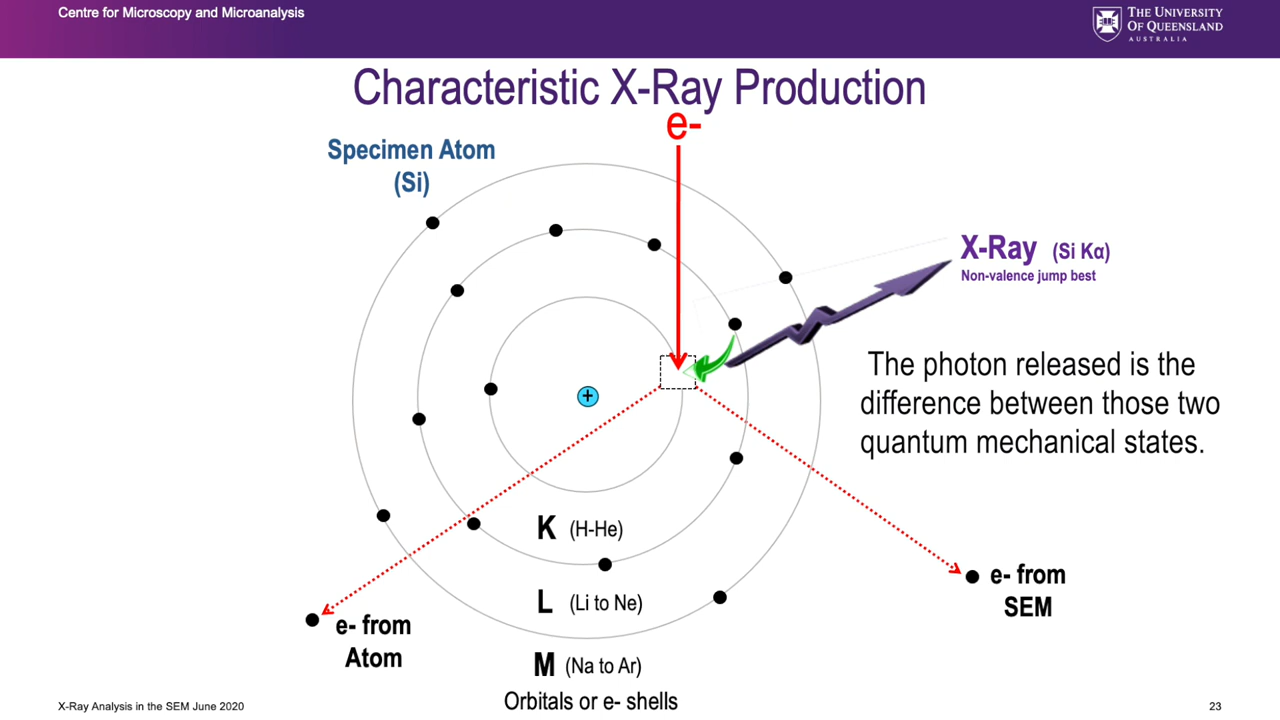 Centre for Microscopy and Microanalysis
THE UNIVERSITY
OF QUEENSLAND
AUSTRALIA
Characteristic X-Ray Production
e-
Specimen Atom
(Si)
X-Ray (Si Kα)
Non-valence jump best
The photon released is the
difference between those two
quantum mechanical states.
+
K (H-He)
L (Li to Ne)
M (Na to Ar)
Orbitals or e- shells
e- from
Atom
e- from
SEM
X-Ray Analysis in the SEM June 2020
23